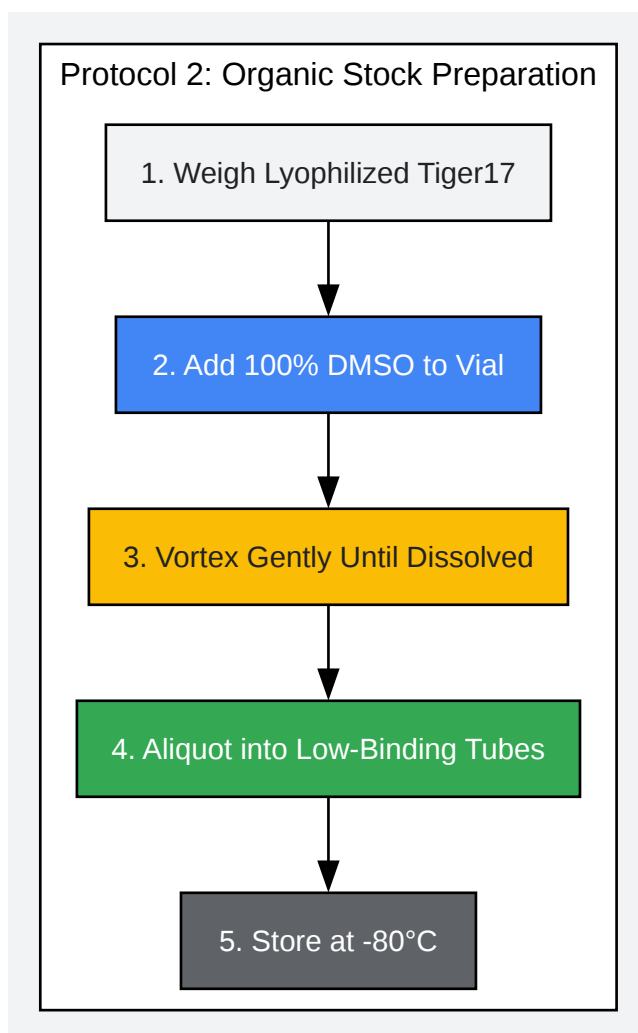 Protocol 2: Organic Stock Preparation
1. Weigh Lyophilized Tiger17
2. Add 100% DMSO to Vial
3. Vortex Gently Until Dissolved
4. Aliquot into Low-Binding Tubes
5. Store at -80°C